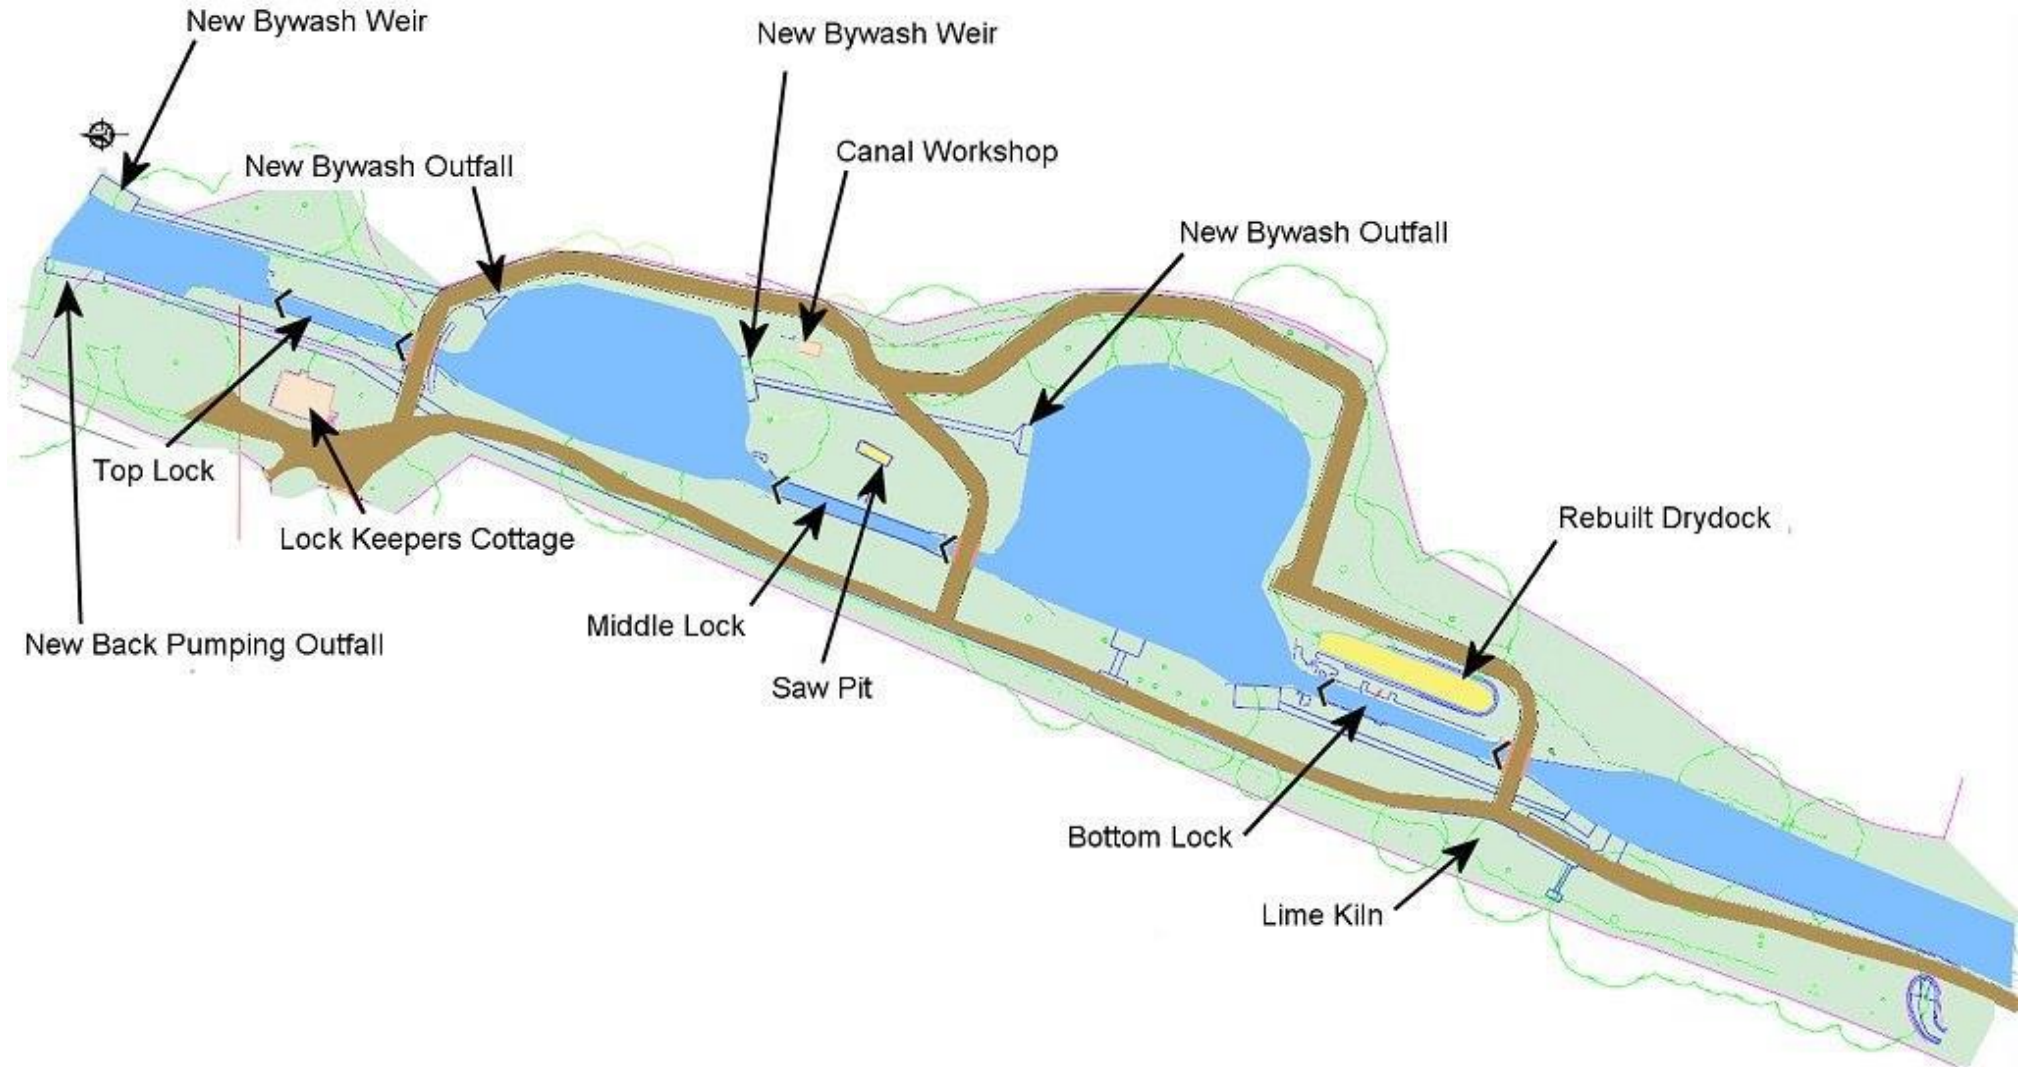 New Bywash Weir
New Bywash Weir
New Bywash Outfall
Canal Workshop
New Bywash Outfall
Top Lock
Lock Keepers Cottage
Rebuilt Drydock
New Back Pumping Outfall
Middle Lock
Saw Pit
Bottom Lock
Lime Kiln